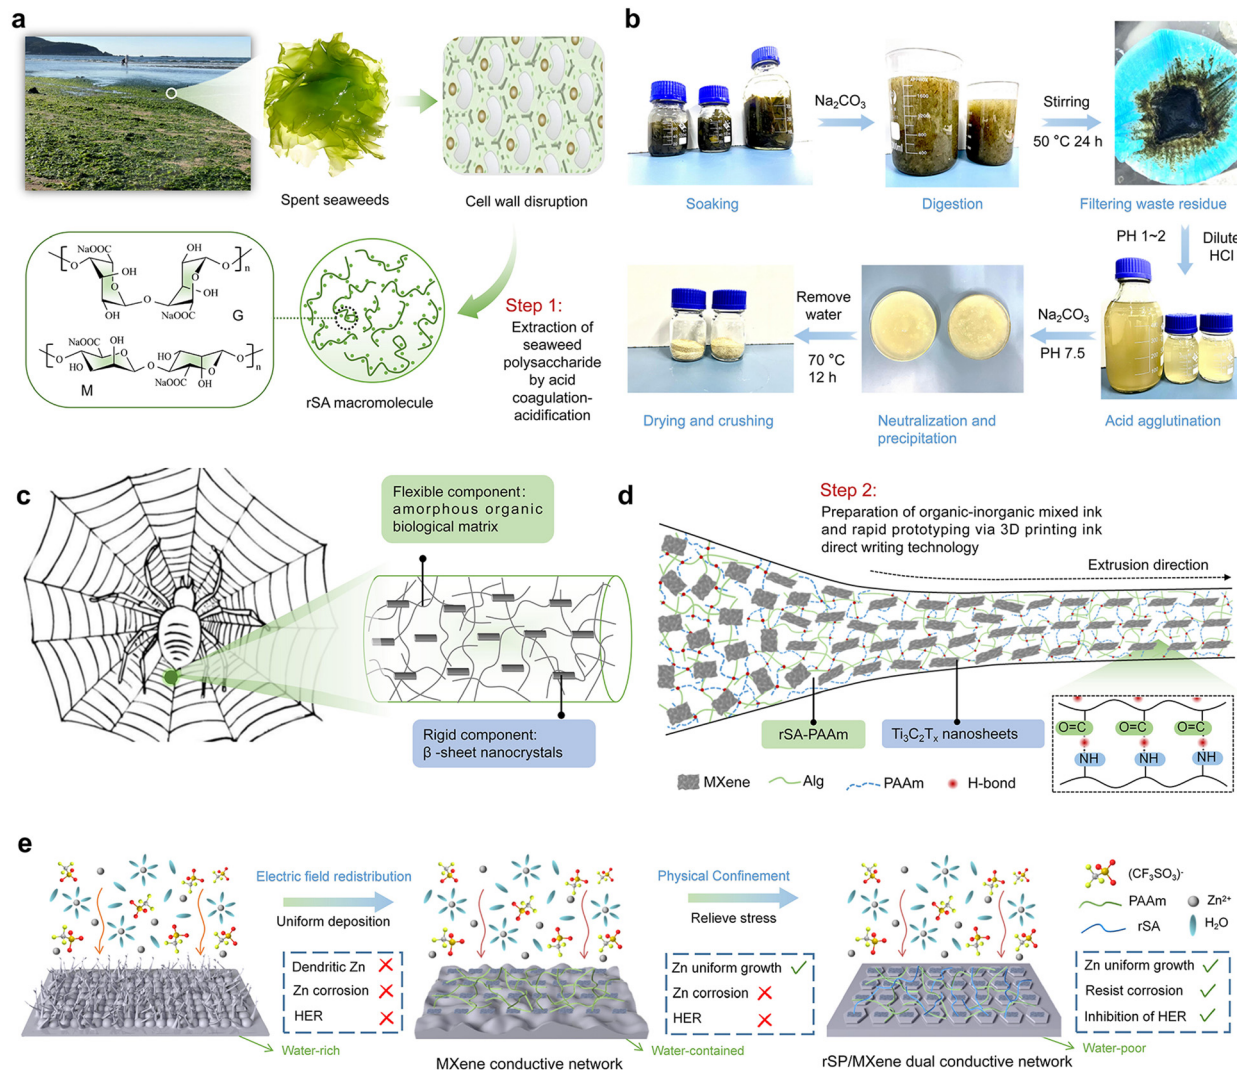 a
Spent seaweeds
Cell wall disruption
NaOOC
OH
OH
O
O
n
G
NaOOC
OH
OH
HO
M
rSA macromolecule
Step 1:
Extraction of
seaweed
polysaccharide
by acid
coagulation-
acidification
b
Soaking
Na₂CO₃
Digestion
Stirring
50 °C 24 h
Filtering waste residue
PH 1~2
Dilute
HCl
Acid agglutination
Na₂CO₃
PH 7.5
Neutralization and
precipitation
Remove
water
70 °C
12 h
Drying and crushing
c
Flexible component:
amorphous organic
biological matrix
Rigid component:
β -sheet nanocrystals
d
Step 2:
Preparation of organic-inorganic mixed ink
and rapid prototyping via 3D printing ink
direct writing technology
Extrusion direction
rSA-PAAm
Ti₃C₂Tₓ nanosheets
O=C
O=C
O=C
NH
NH
NH
MXene
Alg
PAAm
H-bond
e
Electric field redistribution
Uniform deposition
Dendritic Zn
Zn corrosion
HER
Water-rich
MXene conductive network
Physical Confinement
Relieve stress
Zn uniform growth
Zn corrosion
HER
Water-contained
rSP/MXene dual conductive network
(CF₃SO₃)⁻
PAAm
Zn²⁺
rSA
H₂O
Zn uniform growth
Resist corrosion
Inhibition of HER
Water-poor